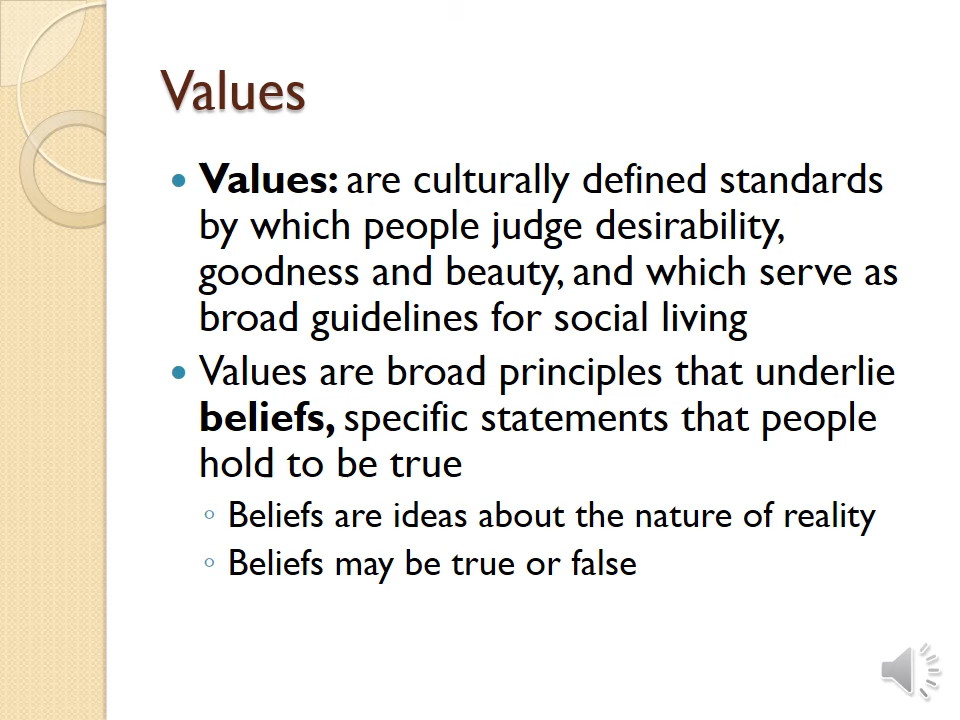 Values
• Values: are culturally defined standards
by which people judge desirability,
goodness and beauty, and which serve as
broad guidelines for social living
• Values are broad principles that underlie
beliefs, specific statements that people
hold to be true
◦ Beliefs are ideas about the nature of reality
◦ Beliefs may be true or false